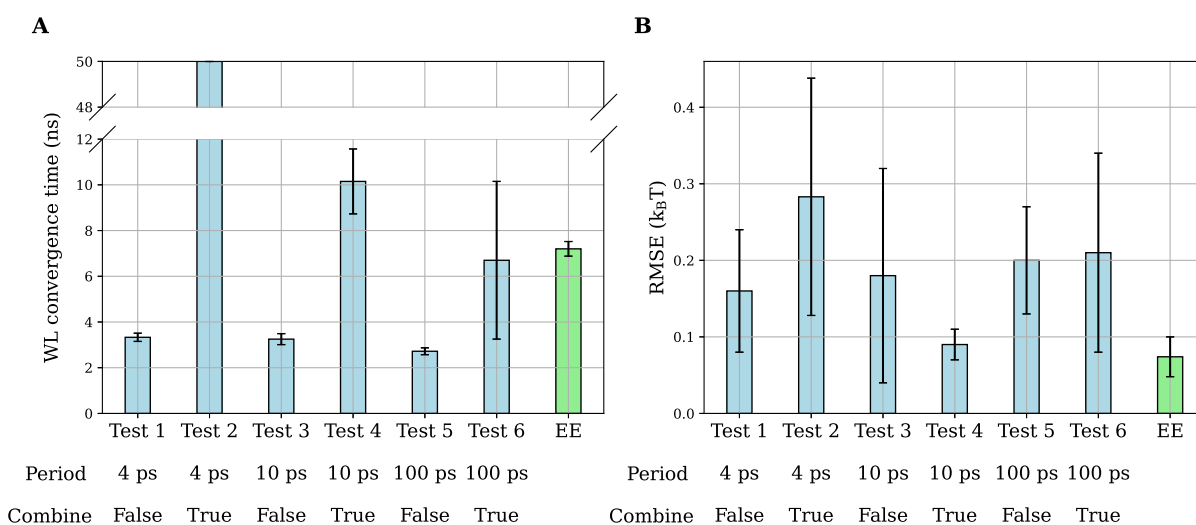 A
WL convergence time (ns)
50
48
12
10
8
6
4
2
0
Test 1 Test 2 Test 3 Test 4 Test 5 Test 6 EE
Period 4 ps 4 ps 10 ps 10 ps 100 ps 100 ps
Combine False True False True False True
B
RMSE (k_BT)
0.4
0.3
0.2
0.1
0.0
Test 1 Test 2 Test 3 Test 4 Test 5 Test 6 EE
Period 4 ps 4 ps 10 ps 10 ps 100 ps 100 ps
Combine False True False True False True